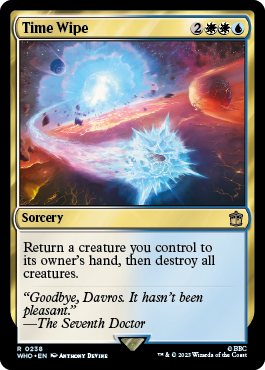 Time Wipe 2
Sorcery
Return a creature you control to
its owner's hand, then destroy all
creatures.
“Goodbye, Davros. It hasn't been
pleasant.”
—The Seventh Doctor
R 0238
WHO • EN Anthony Devine
© BBC
™ & © 2023 Wizards of the Coast